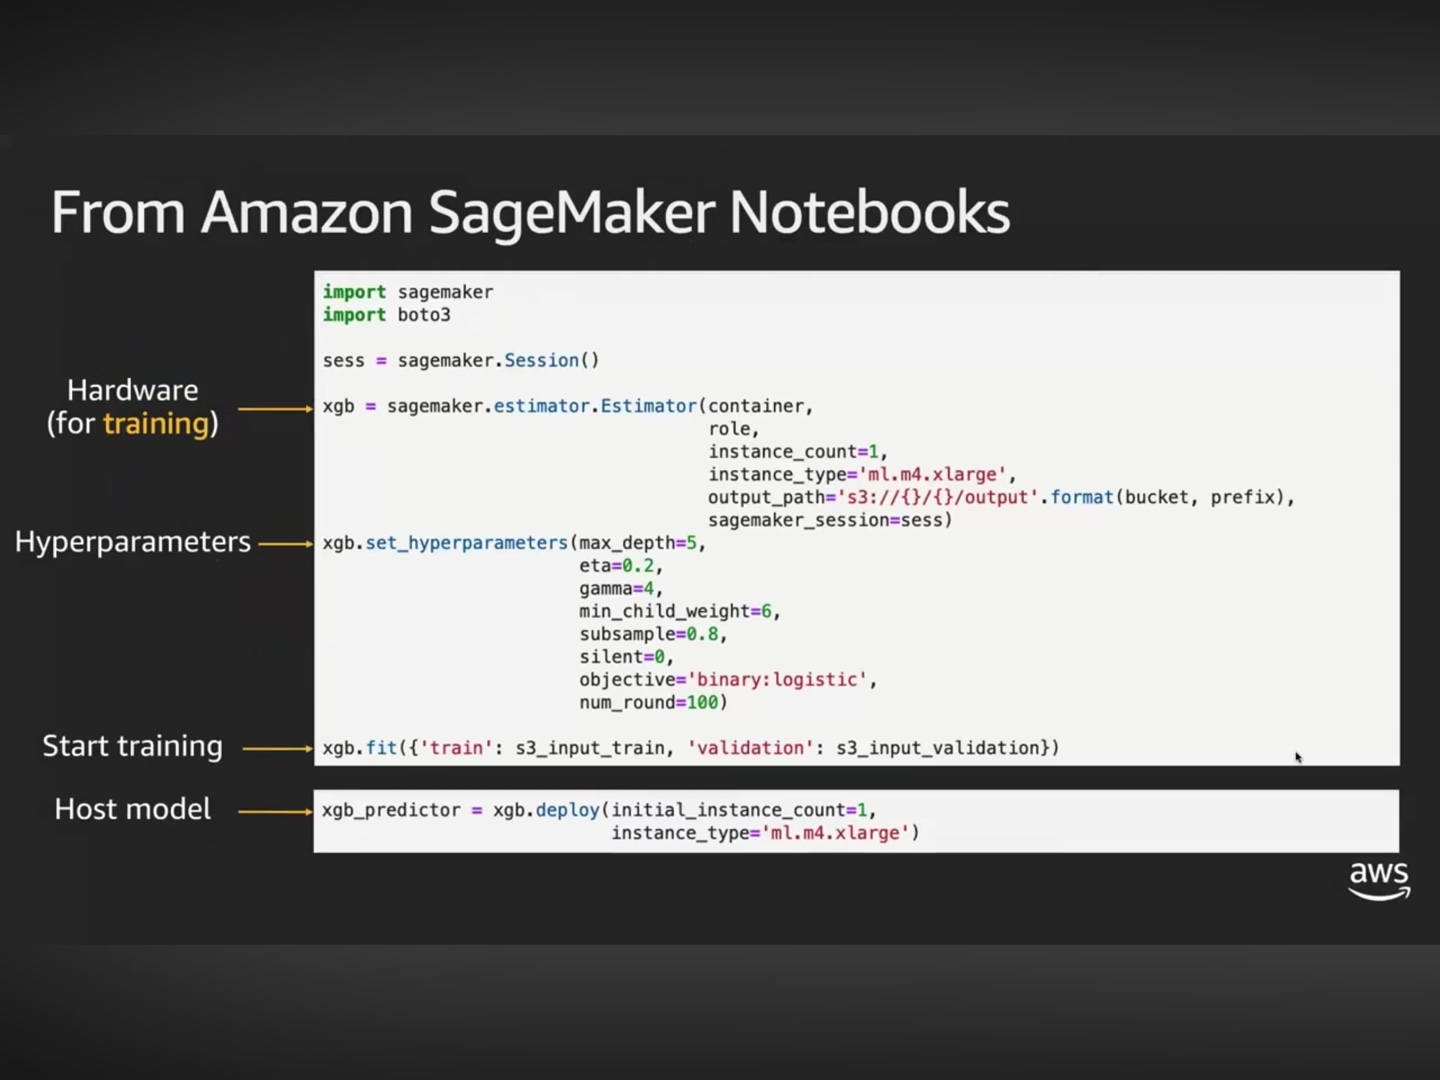 From Amazon SageMaker Notebooks
import sagemaker
import boto3
sess = sagemaker.Session()
Hardware
(for training)
xgb = sagemaker.estimator.Estimator(container,
role,
instance_count=1,
instance_type='ml.m4.xlarge',
output_path='s3://{}/{}/output'.format(bucket, prefix),
sagemaker_session=sess)
Hyperparameters
xgb.set_hyperparameters(max_depth=5,
eta=0.2,
gamma=4,
min_child_weight=6,
subsample=0.8,
silent=0,
objective='binary:logistic',
num_round=100)
Start training
xgb.fit({'train': s3_input_train, 'validation': s3_input_validation})
Host model
xgb_predictor = xgb.deploy(initial_instance_count=1,
instance_type='ml.m4.xlarge')
aws